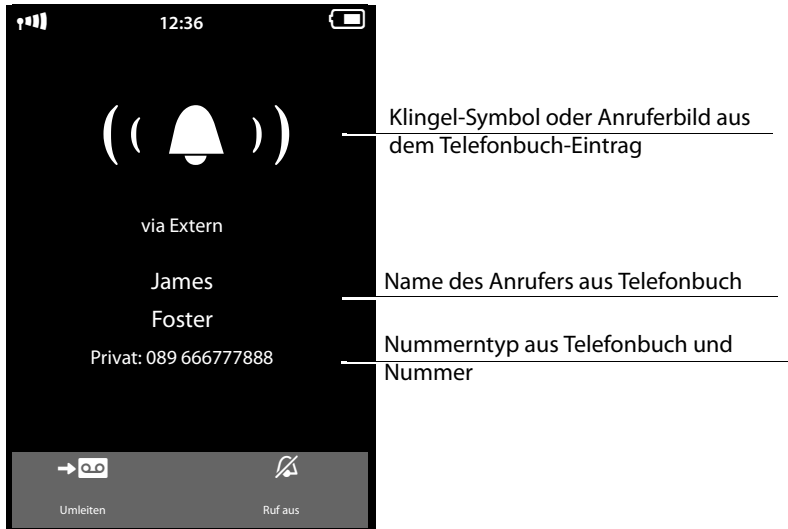 12:36
Klingel-Symbol oder Anruferbild aus
dem Telefonbuch-Eintrag
via Extern
James
Foster
Name des Anrufers aus Telefonbuch
Privat: 089 666777888
Nummerntyp aus Telefonbuch und
Nummer
Umleiten
Ruf aus